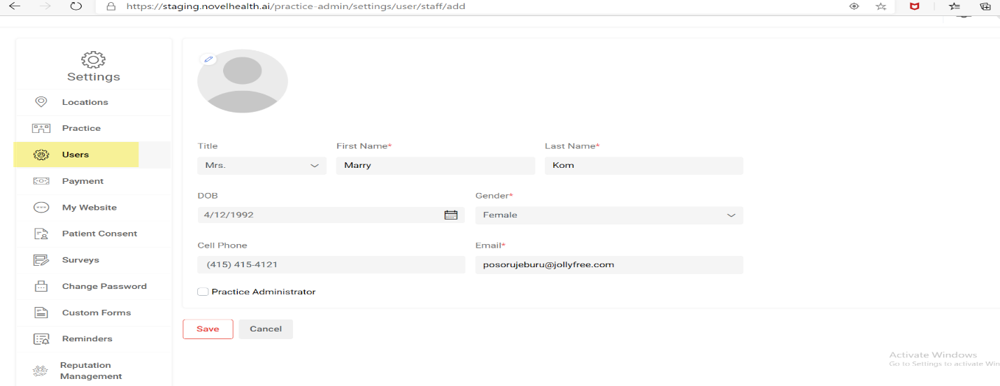 https://staging.novelhealth.ai/practice-admin/settings/user/staff/add
Settings
Locations
Practice
Users
Payment
My Website
Patient Consent
Surveys
Change Password
Custom Forms
Reminders
Reputation
Management
Title First Name* Last Name*
Mrs. Marry Kom
DOB Gender*
4/12/1992 Female
Cell Phone Email*
(415) 415-4121 posorujeburu@jollyfree.com
Practice Administrator
Save Cancel
Activate Windows
Go to Settings to activate Win